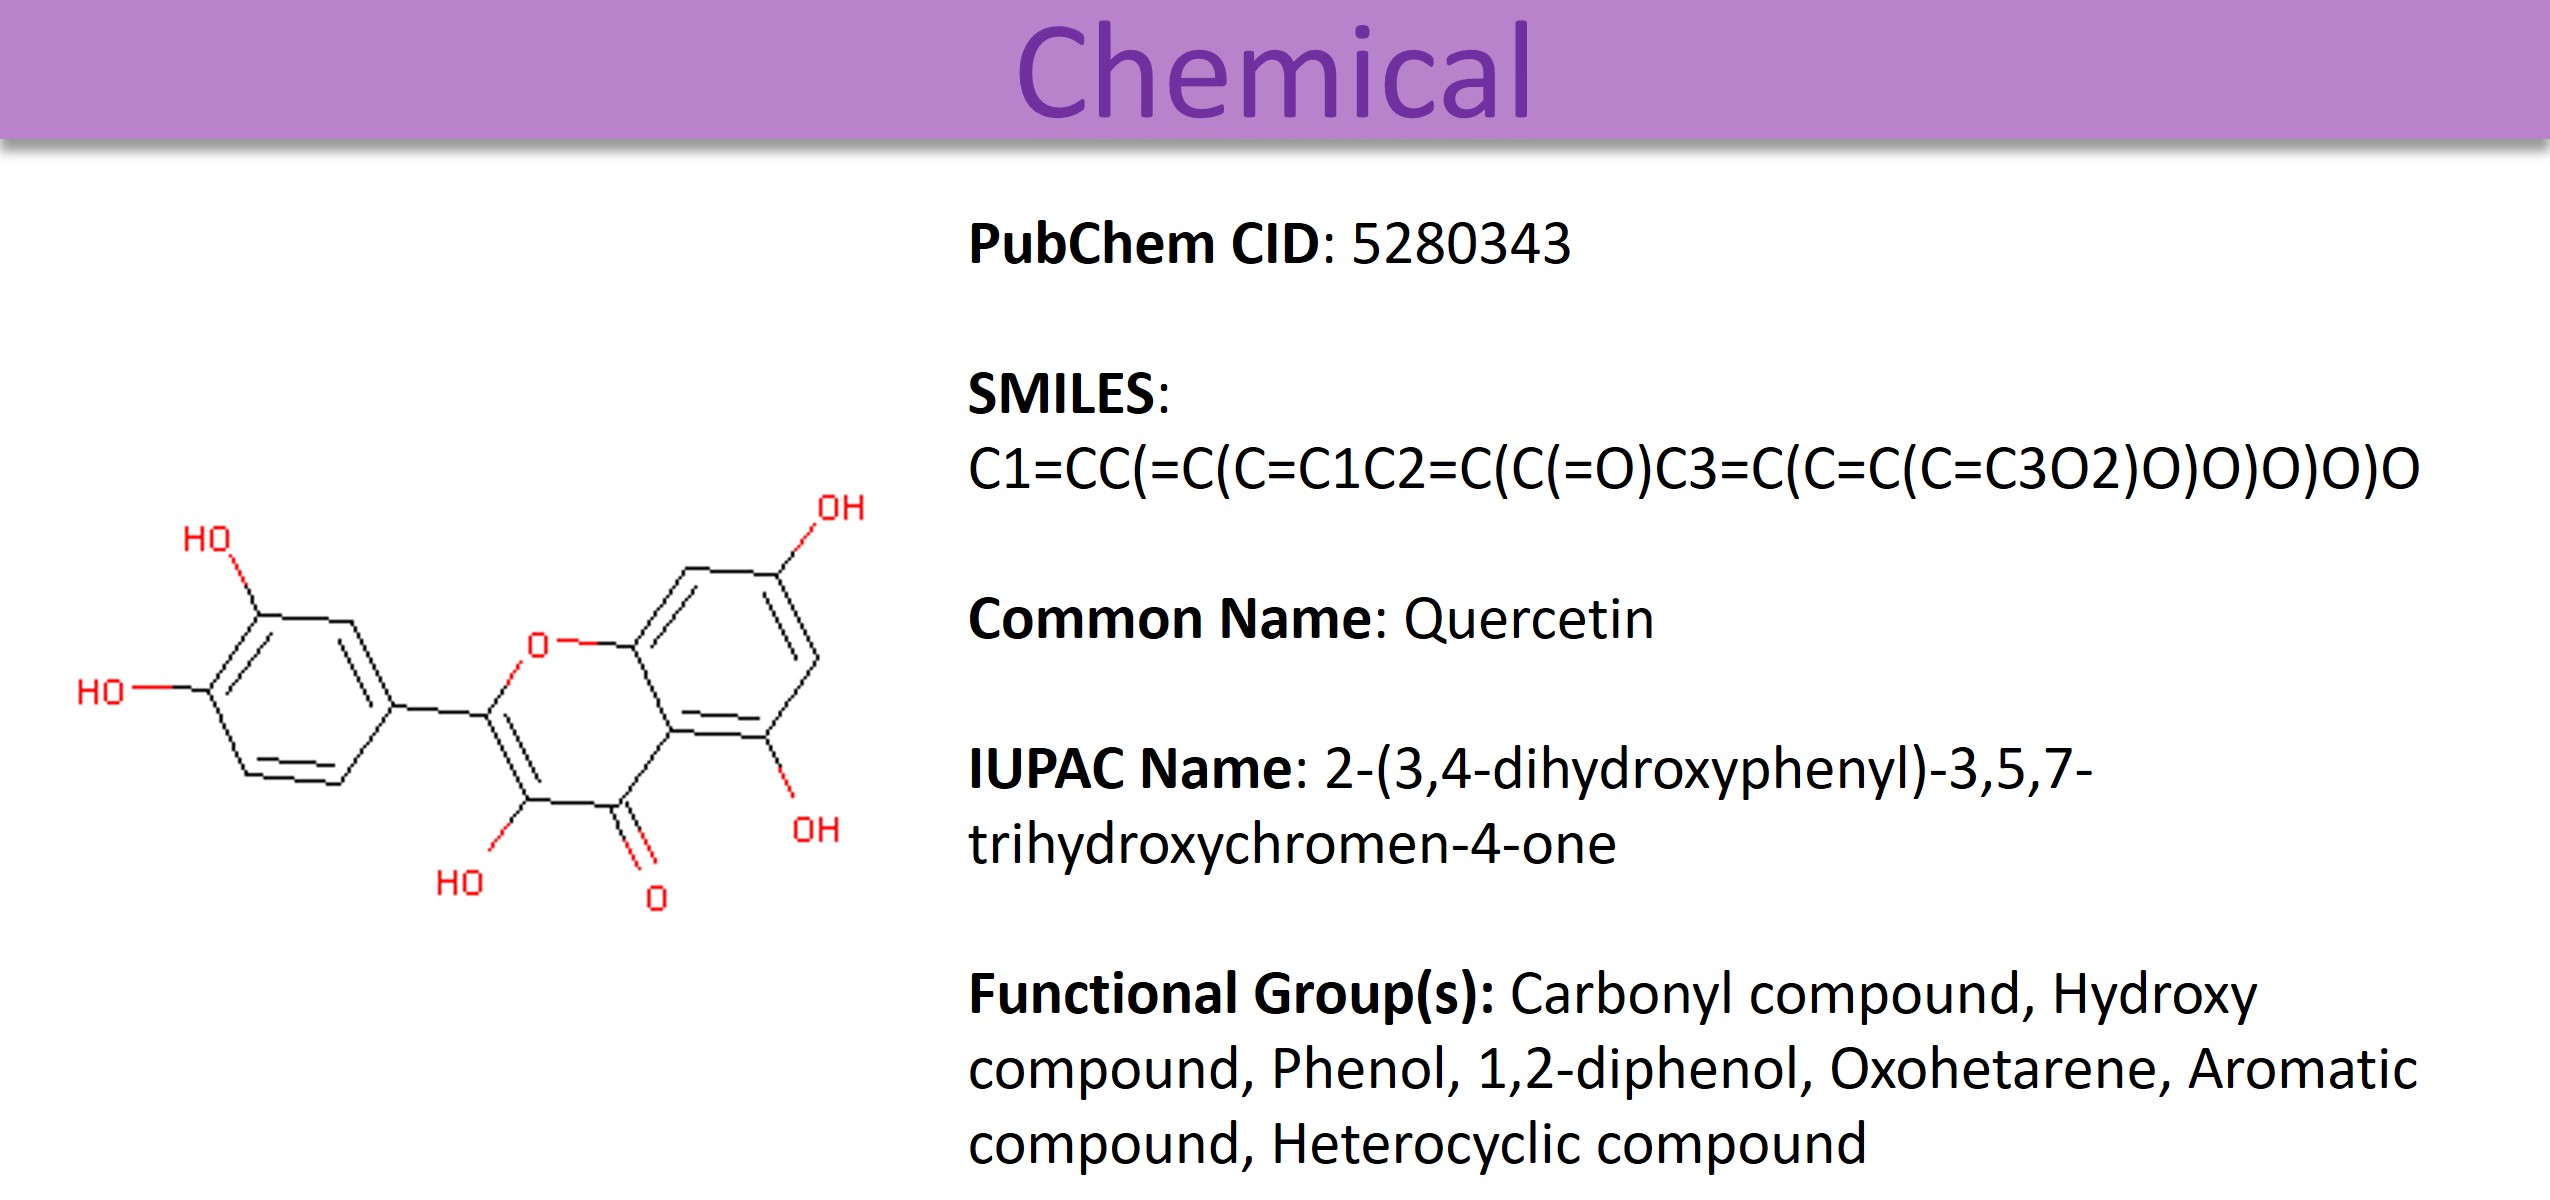 Chemical
PubChem CID: 5280343
SMILES:
C1=CC(=C(C=C1C2=C(C(=O)C3=C(C=C(C=C3O2)O)O)O)O)O
Common Name: Quercetin
IUPAC Name: 2-(3,4-dihydroxyphenyl)-3,5,7-
trihydroxychromen-4-one
Functional Group(s): Carbonyl compound, Hydroxy
compound, Phenol, 1,2-diphenol, Oxohetarene, Aromatic
compound, Heterocyclic compound
OH
HO
O
HO
OH
HO
O